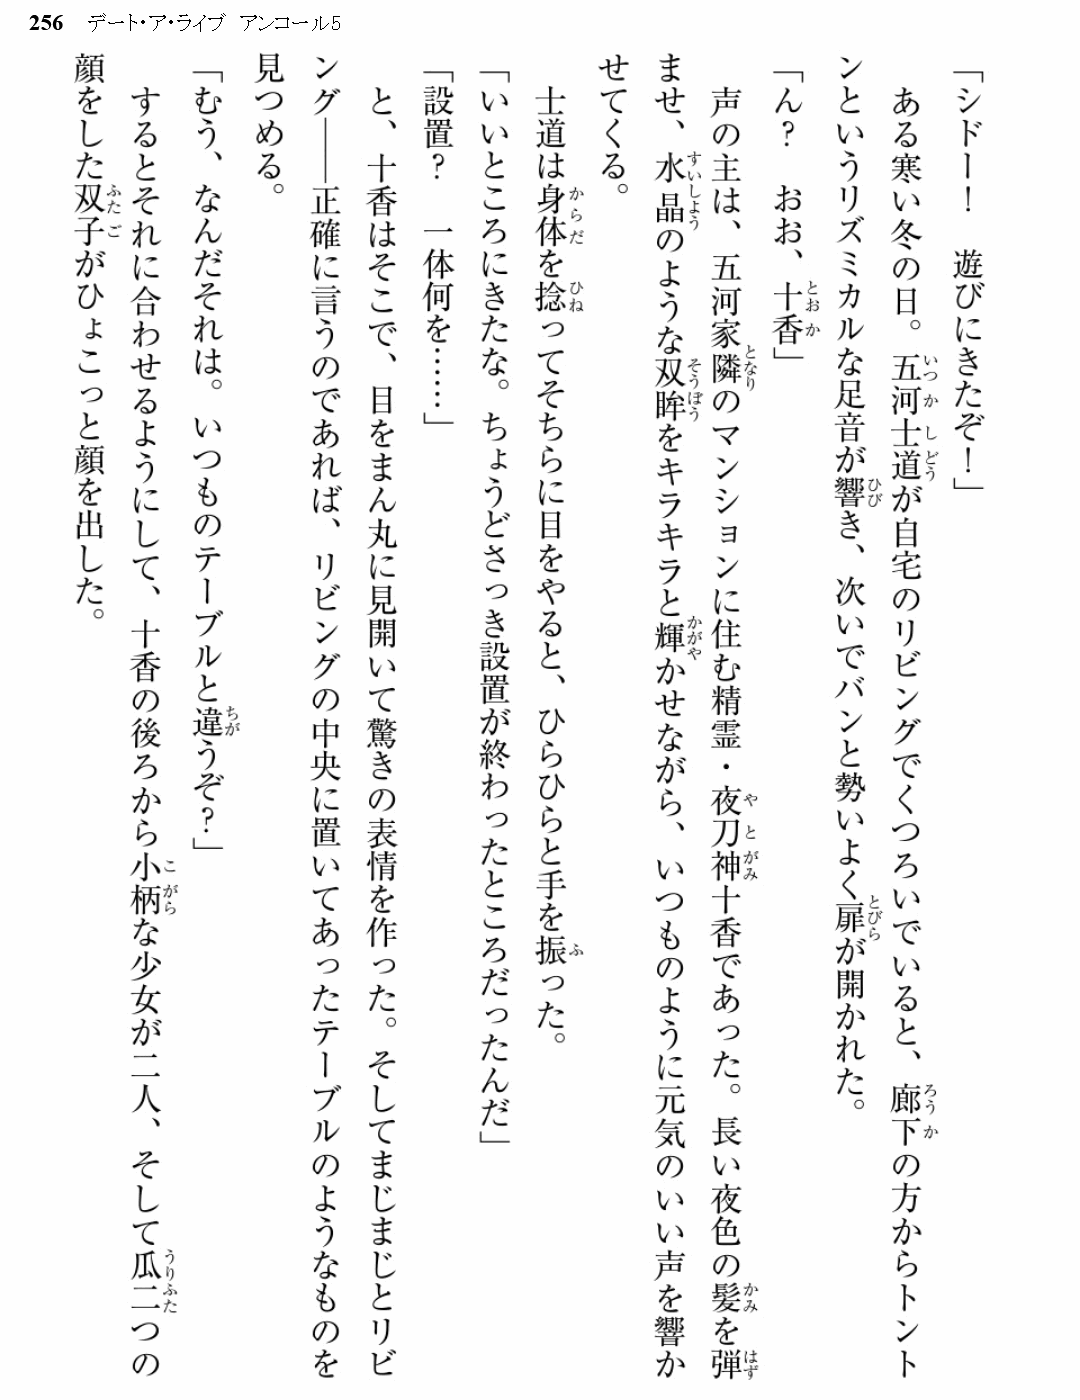 256 デート・ア・ライブ アンコール5
「シドー！ 遊びにきたぞ！」
ある寒い冬の日。五河士道が自宅のリビングでくつろいでいると、廊下の方からトント
ンというリズミカルな足音が響き、次いでバンと勢いよく扉が開かれた。
「ん？ おお、十香」
声の主は、五河家隣のマンションに住む精霊・夜刀神十香であった。長い夜色の髪を弾
ませ、水晶のような双眸をキラキラと輝かせながら、いつものように元気のいい声を響か
せてくる。
士道は身体を捻ってそちらに目をやると、ひらひらと手を振った。
「いいところにきたな。ちょうどさっき設置が終わったところだったんだ」
「設置？ 一体何を……」
と、十香はそこで、目をまん丸に見開いて驚きの表情を作った。そしてまじまじとリビ
ング――正確に言うのであれば、リビングの中央に置いてあったテーブルのようなものを
見つめる。
「むう、なんだそれは。いつものテーブルと違うぞ？」
するとそれに合わせるようにして、十香の後ろから小柄な少女が二人、そして瓜二つの
顔をした双子がひょこっと顔を出した。